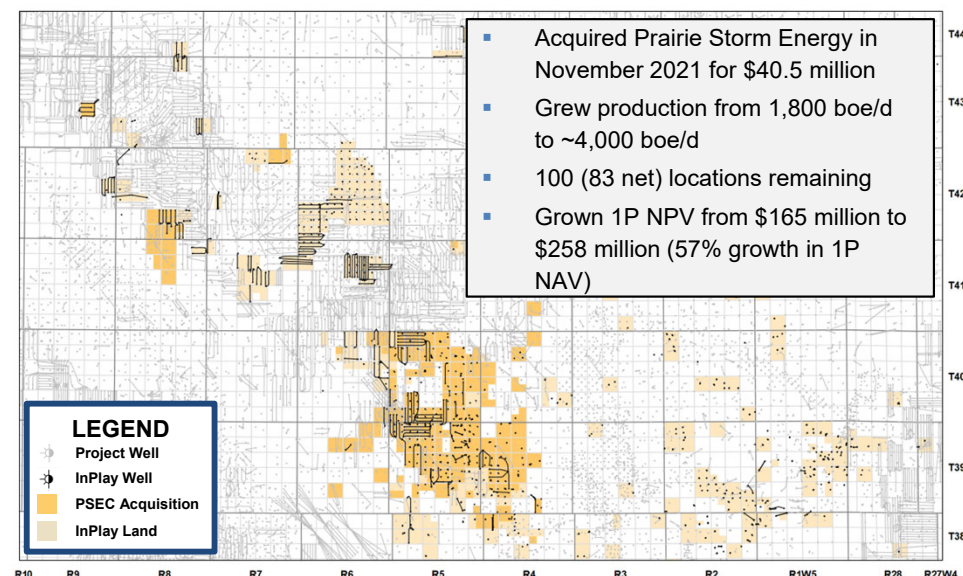 ▪ Acquired Prairie Storm Energy in
November 2021 for $40.5 million
▪ Grew production from 1,800 boe/d
to ~4,000 boe/d
▪ 100 (83 net) locations remaining
▪ Grown 1P NPV from $165 million to
$258 million (57% growth in 1P
NAV)
T44
T43
T42
T41
T40
T39
T38
LEGEND
Project Well
InPlay Well
PSEC Acquisition
InPlay Land
R10 R9 R8 R7 R6 R5 R4 R3 R2 R1W5 R28 R27W4